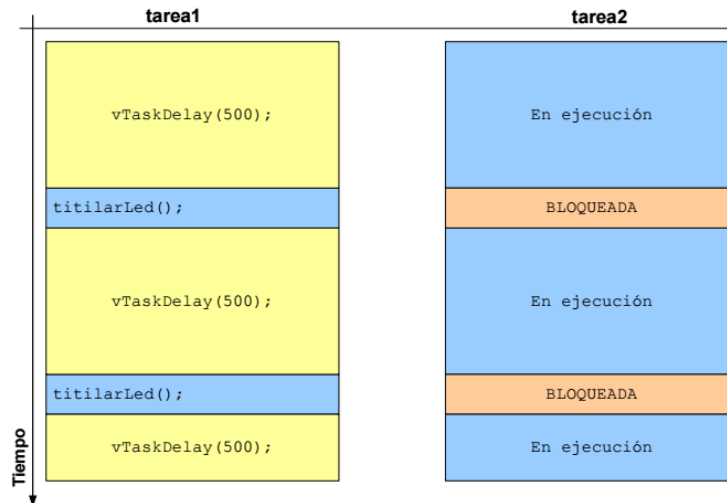 tarea1 tarea2
vTaskDelay(500); En ejecución
titilarLed(); BLOQUEADA
vTaskDelay(500); En ejecución
titilarLed(); BLOQUEADA
vTaskDelay(500); En ejecución
Tiempo